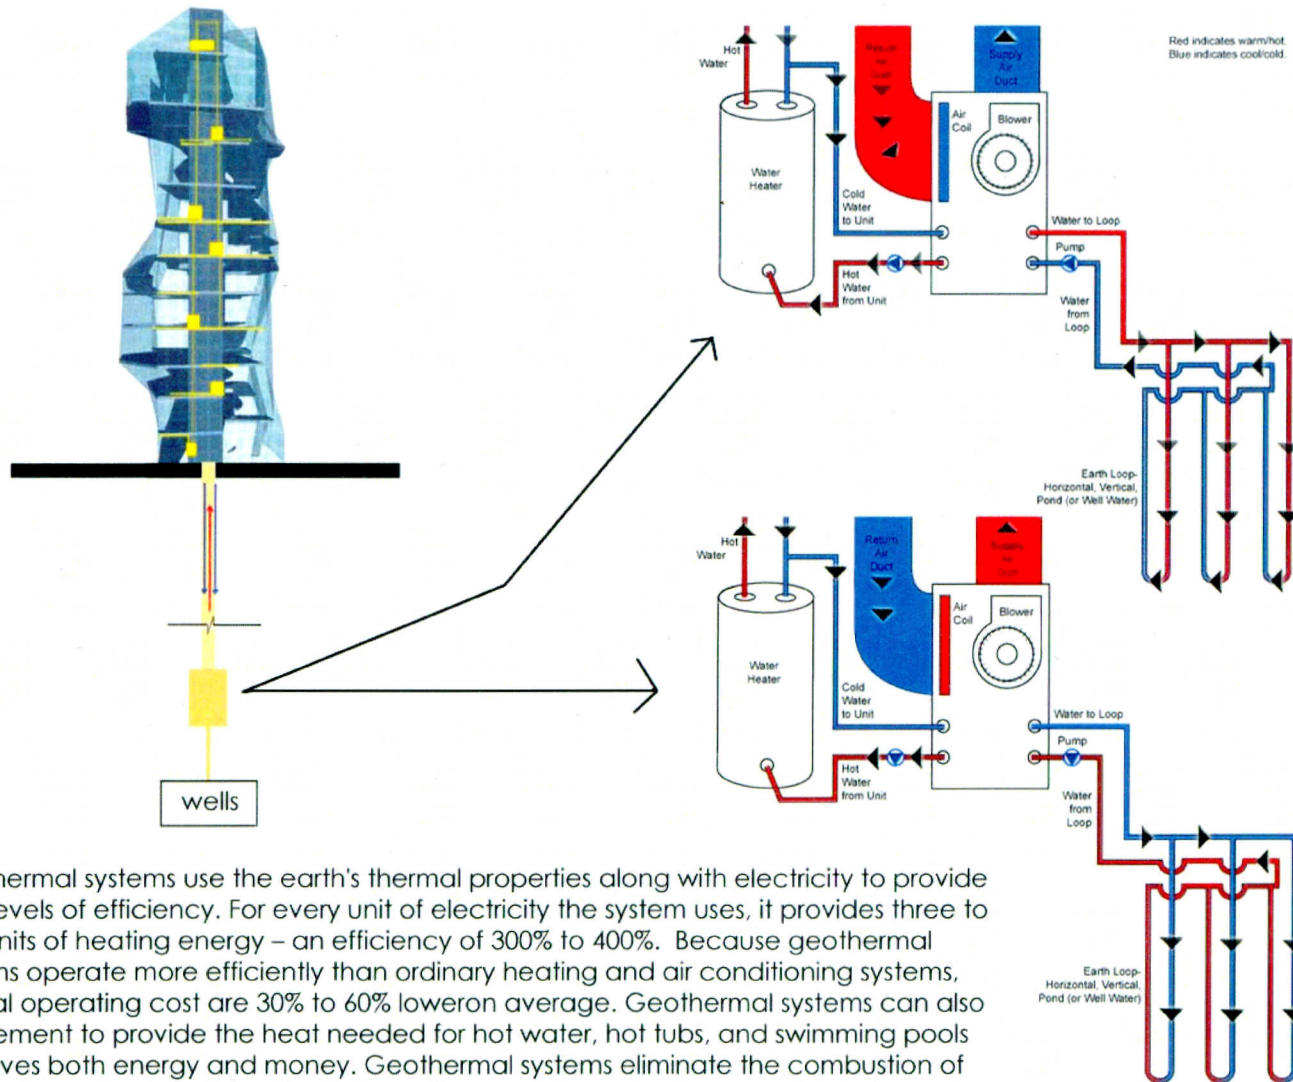 Red indicates warm/hot.
Blue indicates cool/cold.
Hot
Water
Return
Air
Duct
Supply
Air
Duct
Air
Coil
Blower
Water
Heater
Cold
Water
to Unit
Water to Loop
Pump
Hot
Water
from Unit
Water
from
Loop
Earth Loop-
Horizontal, Vertical,
Pond (or Well Water)
Hot
Water
Return
Air
Duct
Supply
Air
Duct
Air
Coil
Blower
Water
Heater
Cold
Water
to Unit
Water to Loop
Pump
Hot
Water
from Unit
Water
from
Loop
Earth Loop-
Horizontal, Vertical,
Pond (or Well Water)
wells
hermal systems use the earth's thermal properties along with electricity to provide
evels of efficiency. For every unit of electricity the system uses, it provides three to
nits of heating energy – an efficiency of 300% to 400%. Because geothermal
ns operate more efficiently than ordinary heating and air conditioning systems,
al operating cost are 30% to 60% loweron average. Geothermal systems can also
ement to provide the heat needed for hot water, hot tubs, and swimming pools
ves both energy and money. Geothermal systems eliminate the combustion of